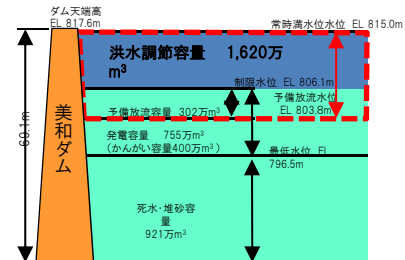 ダム天端高
EL 817.6m
常時満水位水位 EL 815.0m
洪水調節容量 1,620万
m³
制限水位 EL 806.1m
予備放流水位
EL 803.8m
予備放流容量 302万m³
発電容量 755万m³
(かんがい容量400万m³)
最低水位 EL
796.5m
美和ダム
69.1m
死水・堆砂容
量
921万m³